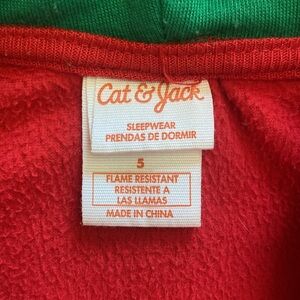 Cat & Jack
SLEEPWEAR
PRENDAS DE DORMIR
5
FLAME RESISTANT
RESISTENTE A
LAS LLAMAS
MADE IN CHINA